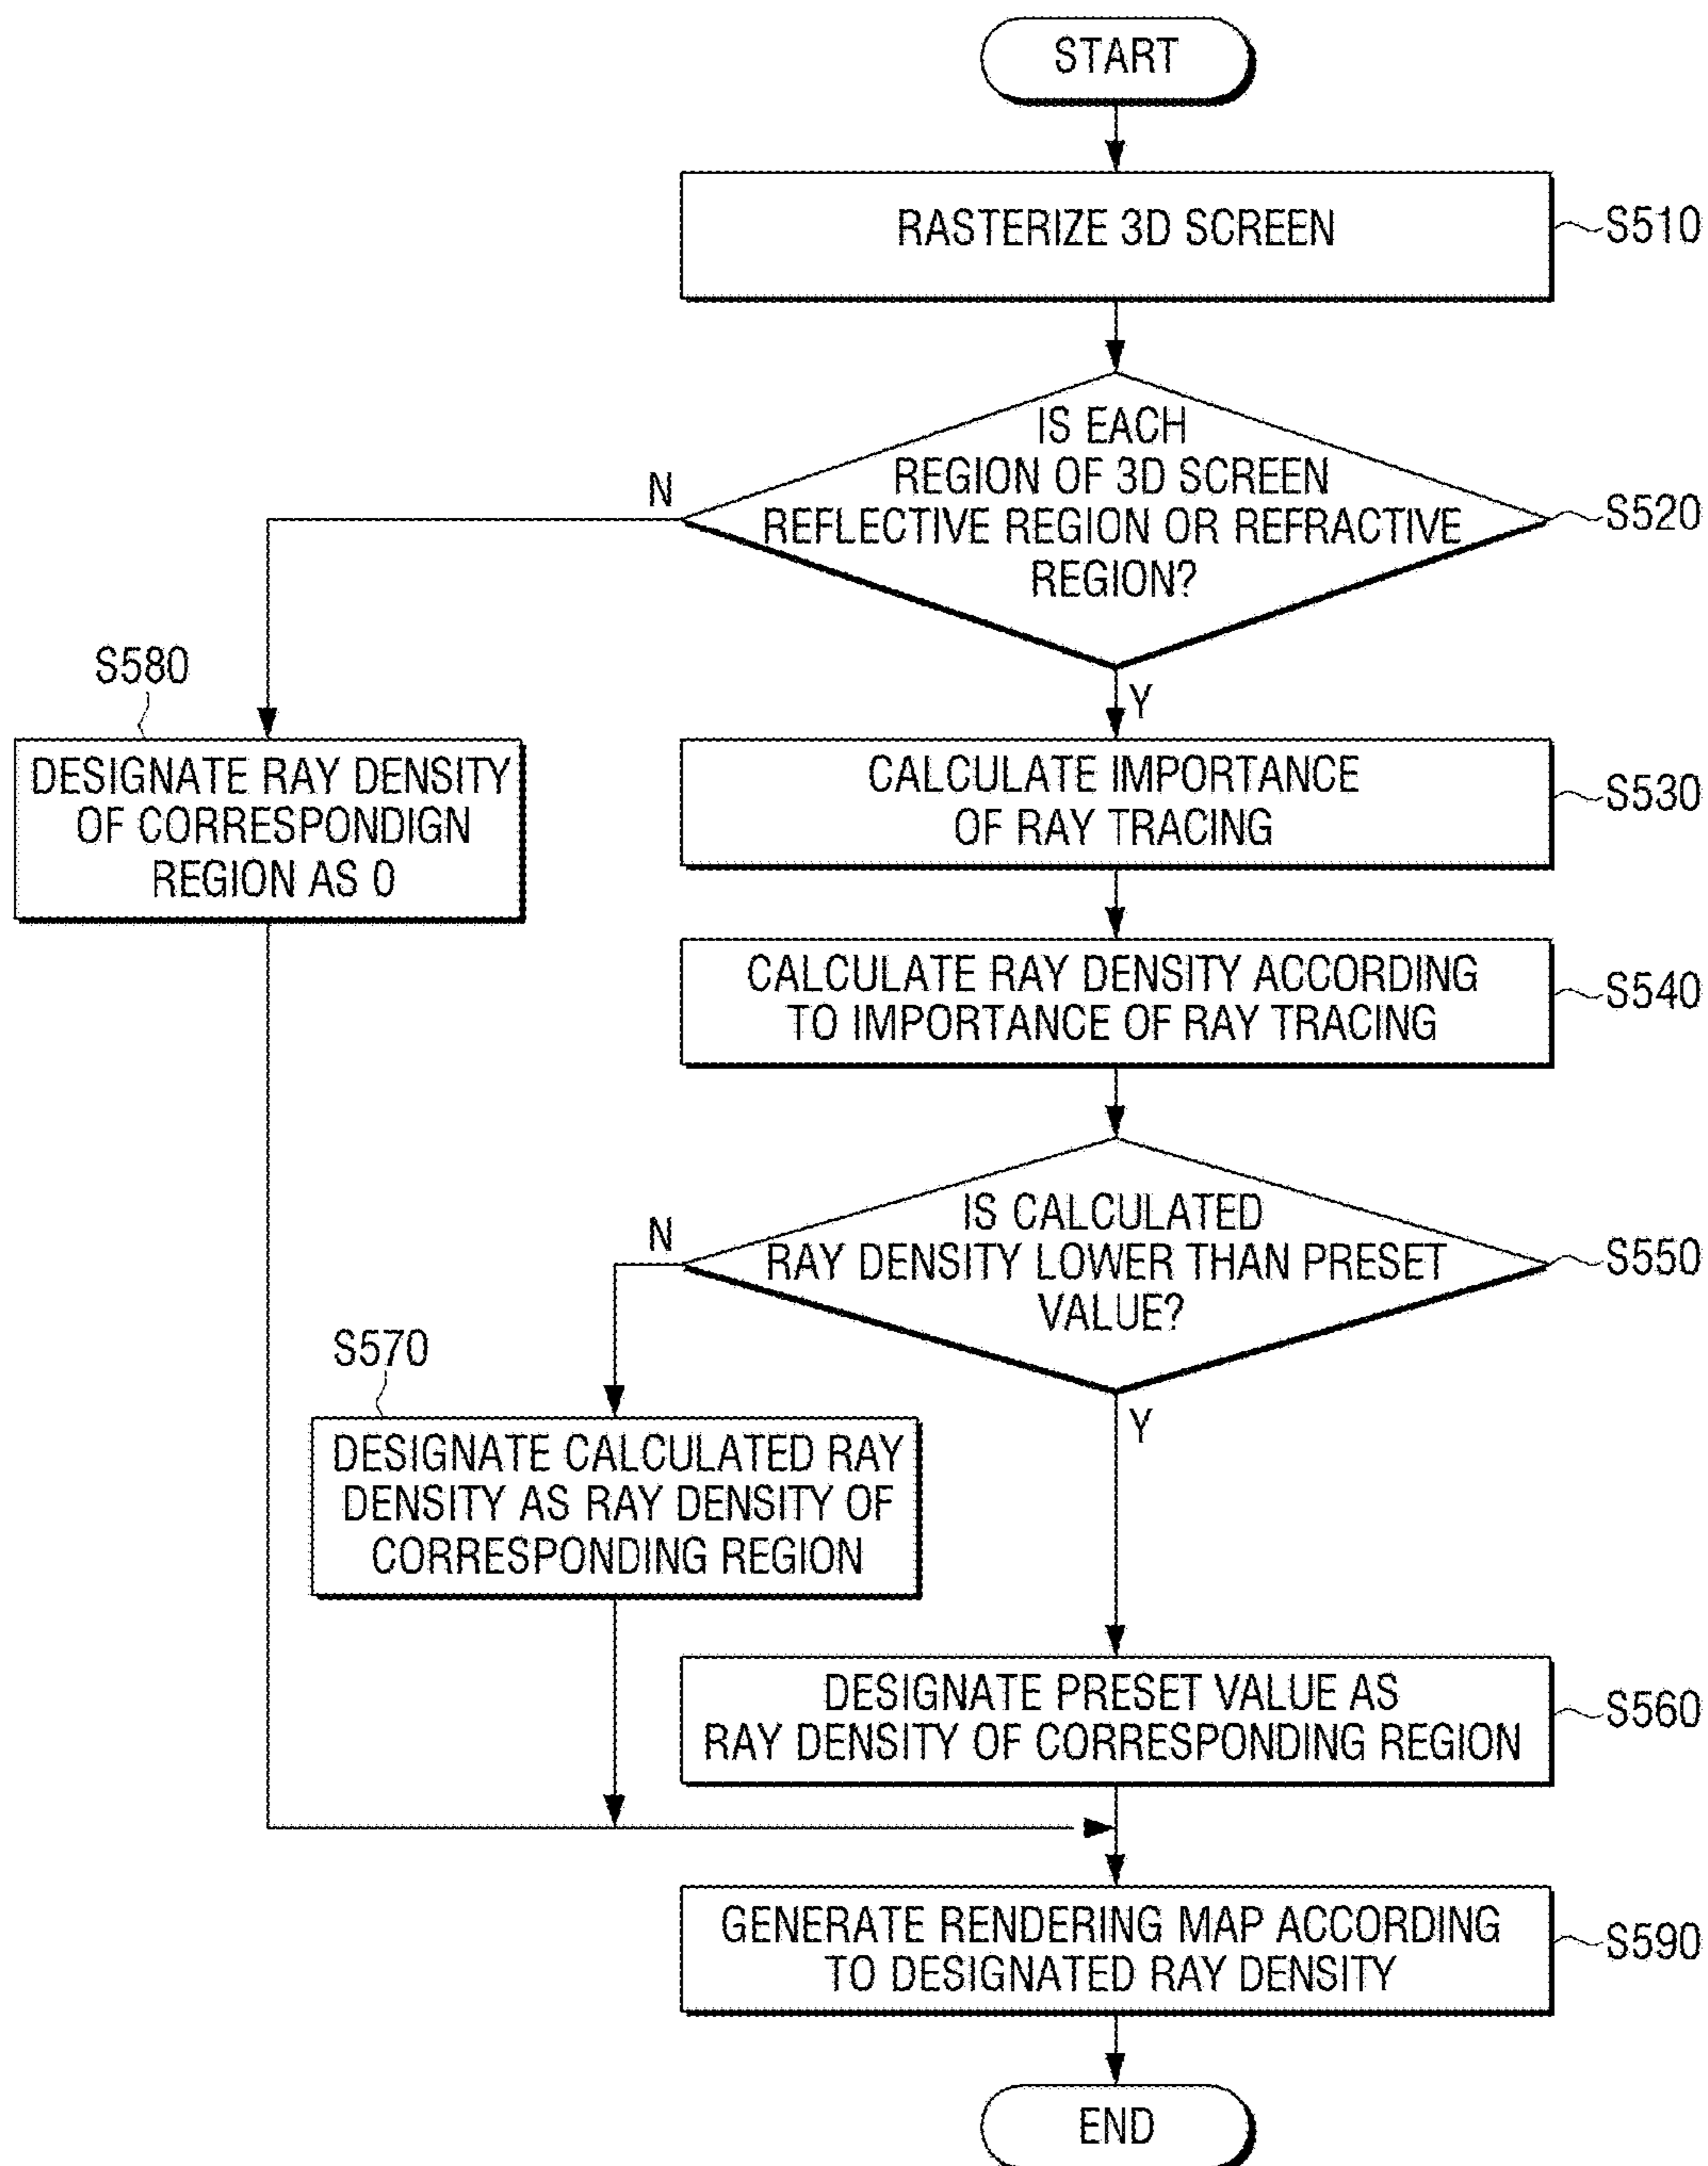 START
RASTERIZE 3D SCREEN
S510
IS EACH
REGION OF 3D SCREEN
REFLECTIVE REGION OR REFRACTIVE
REGION?
S520
N
Y
S580
DESIGNATE RAY DENSITY
OF CORRESPONDIGN
REGION AS 0
CALCULATE IMPORTANCE
OF RAY TRACING
S530
CALCULATE RAY DENSITY ACCORDING
TO IMPORTANCE OF RAY TRACING
S540
IS CALCULATED
RAY DENSITY LOWER THAN PRESET
VALUE?
S550
N
Y
S570
DESIGNATE CALCULATED RAY
DENSITY AS RAY DENSITY OF
CORRESPONDING REGION
DESIGNATE PRESET VALUE AS
RAY DENSITY OF CORRESPONDING REGION
S560
GENERATE RENDERING MAP ACCORDING
TO DESIGNATED RAY DENSITY
S590
END